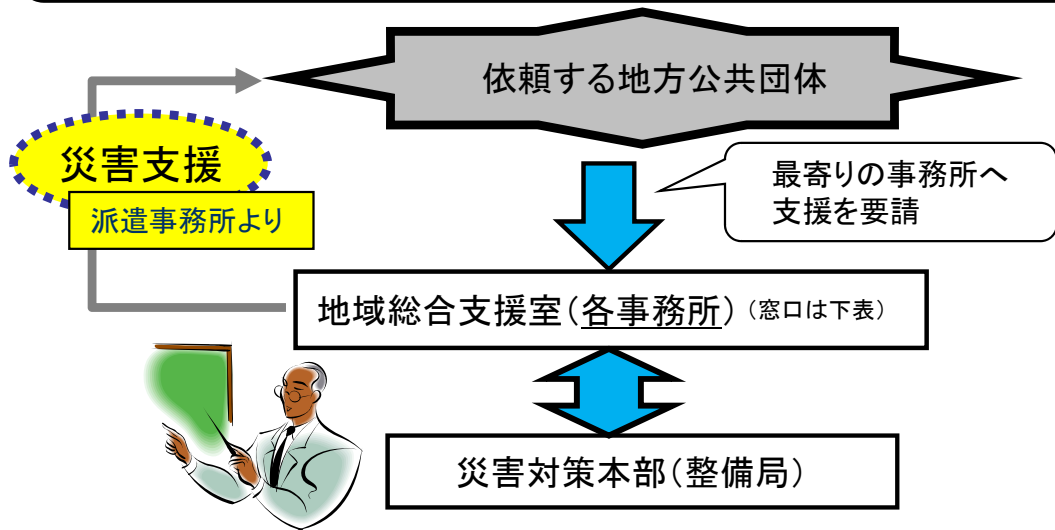 依頼する地方公共団体
災害支援
派遣事務所より
最寄りの事務所へ
支援を要請
地域総合支援室(各事務所)(窓口は下表)
災害対策本部(整備局)